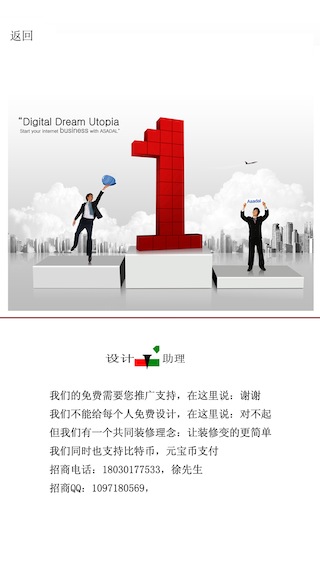 返回
“Digital Dream Utopia
Start your internet business with ASADAL”
Asadal
设计 助理
我们的免费需要您推广支持，在这里说：谢谢
我们不能给每个人免费设计，在这里说：对不起
但我们有一个共同装修理念：让装修变的更简单
我们同时也支持比特币，元宝币支付
招商电话：18030177533，徐先生
招商QQ：1097180569，